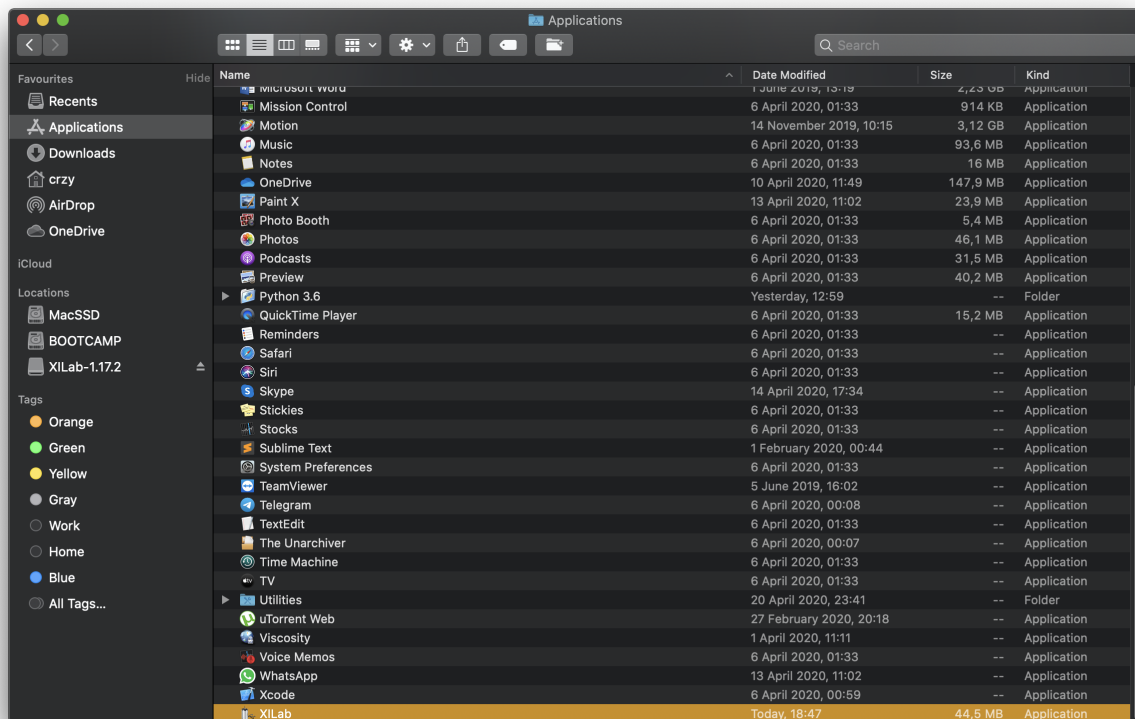 Applications
Search
Favourites Hide
Recents
Applications
Downloads
crzy
AirDrop
OneDrive
iCloud
Locations
MacSSD
BOOTCAMP
XILab-1.17.2
Tags
Orange
Green
Yellow
Gray
Work
Home
Blue
All Tags...
Name Date Modified Size Kind
Microsoft Word 1 June 2019, 13:19 2,23 GB Application
Mission Control 6 April 2020, 01:33 914 KB Application
Motion 14 November 2019, 10:15 3,12 GB Application
Music 6 April 2020, 01:33 93,6 MB Application
Notes 6 April 2020, 01:33 16 MB Application
OneDrive 10 April 2020, 11:49 147,9 MB Application
Paint X 13 April 2020, 11:02 23,9 MB Application
Photo Booth 6 April 2020, 01:33 5,4 MB Application
Photos 6 April 2020, 01:33 46,1 MB Application
Podcasts 6 April 2020, 01:33 31,5 MB Application
Preview 6 April 2020, 01:33 40,2 MB Application
Python 3.6 Yesterday, 12:59 -- Folder
QuickTime Player 6 April 2020, 01:33 15,2 MB Application
Reminders 6 April 2020, 01:33 -- Application
Safari 6 April 2020, 01:33 -- Application
Siri 6 April 2020, 01:33 -- Application
Skype 14 April 2020, 17:34 -- Application
Stickies 6 April 2020, 01:33 -- Application
Stocks 6 April 2020, 01:33 -- Application
Sublime Text 1 February 2020, 00:44 -- Application
System Preferences 6 April 2020, 01:33 -- Application
TeamViewer 5 June 2019, 16:02 -- Application
Telegram 6 April 2020, 00:08 -- Application
TextEdit 6 April 2020, 01:33 -- Application
The Unarchiver 6 April 2020, 00:07 -- Application
Time Machine 6 April 2020, 01:33 -- Application
TV 6 April 2020, 01:33 -- Application
Utilities 20 April 2020, 23:41 -- Folder
uTorrent Web 27 February 2020, 20:18 -- Application
Viscosity 1 April 2020, 11:11 -- Application
Voice Memos 6 April 2020, 01:33 -- Application
WhatsApp 13 April 2020, 11:02 -- Application
Xcode 6 April 2020, 00:59 -- Application
XILab Today, 18:47 44,5 MB Application